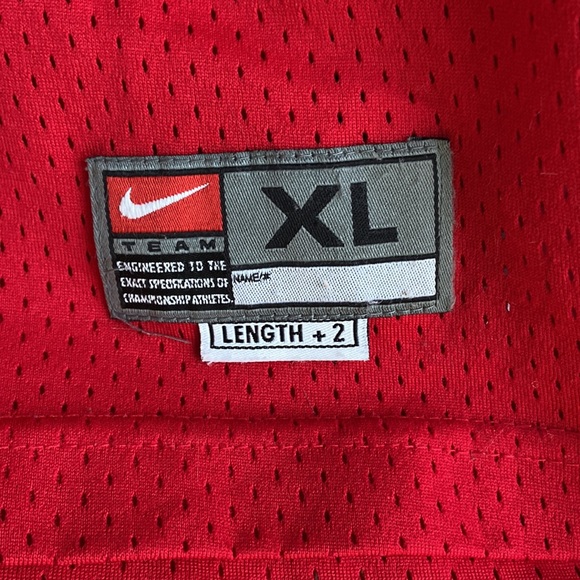 XL
TEAM
ENGINEERED TO THE
EXACT SPECIFICATIONS OF
CHAMPIONSHIP ATHLETES.
NAME/#
LENGTH + 2